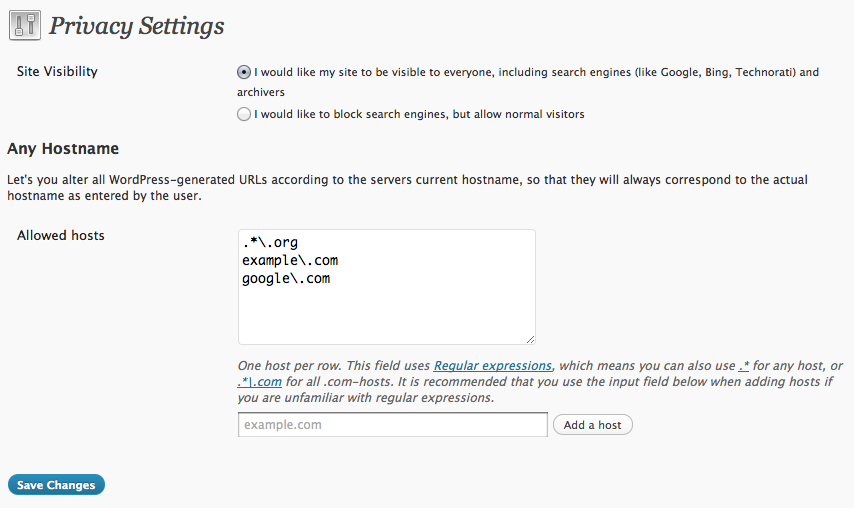 Privacy Settings
Site Visibility
I would like my site to be visible to everyone, including search engines (like Google, Bing, Technorati) and
archivers
I would like to block search engines, but allow normal visitors
Any Hostname
Let's you alter all WordPress-generated URLs according to the servers current hostname, so that they will always correspond to the actual
hostname as entered by the user.
Allowed hosts
.*\.org
example\.com
google\.com
One host per row. This field uses Regular expressions, which means you can also use .* for any host, or
.*\.com for all .com-hosts. It is recommended that you use the input field below when adding hosts if
you are unfamiliar with regular expressions.
example.com
Add a host
Save Changes